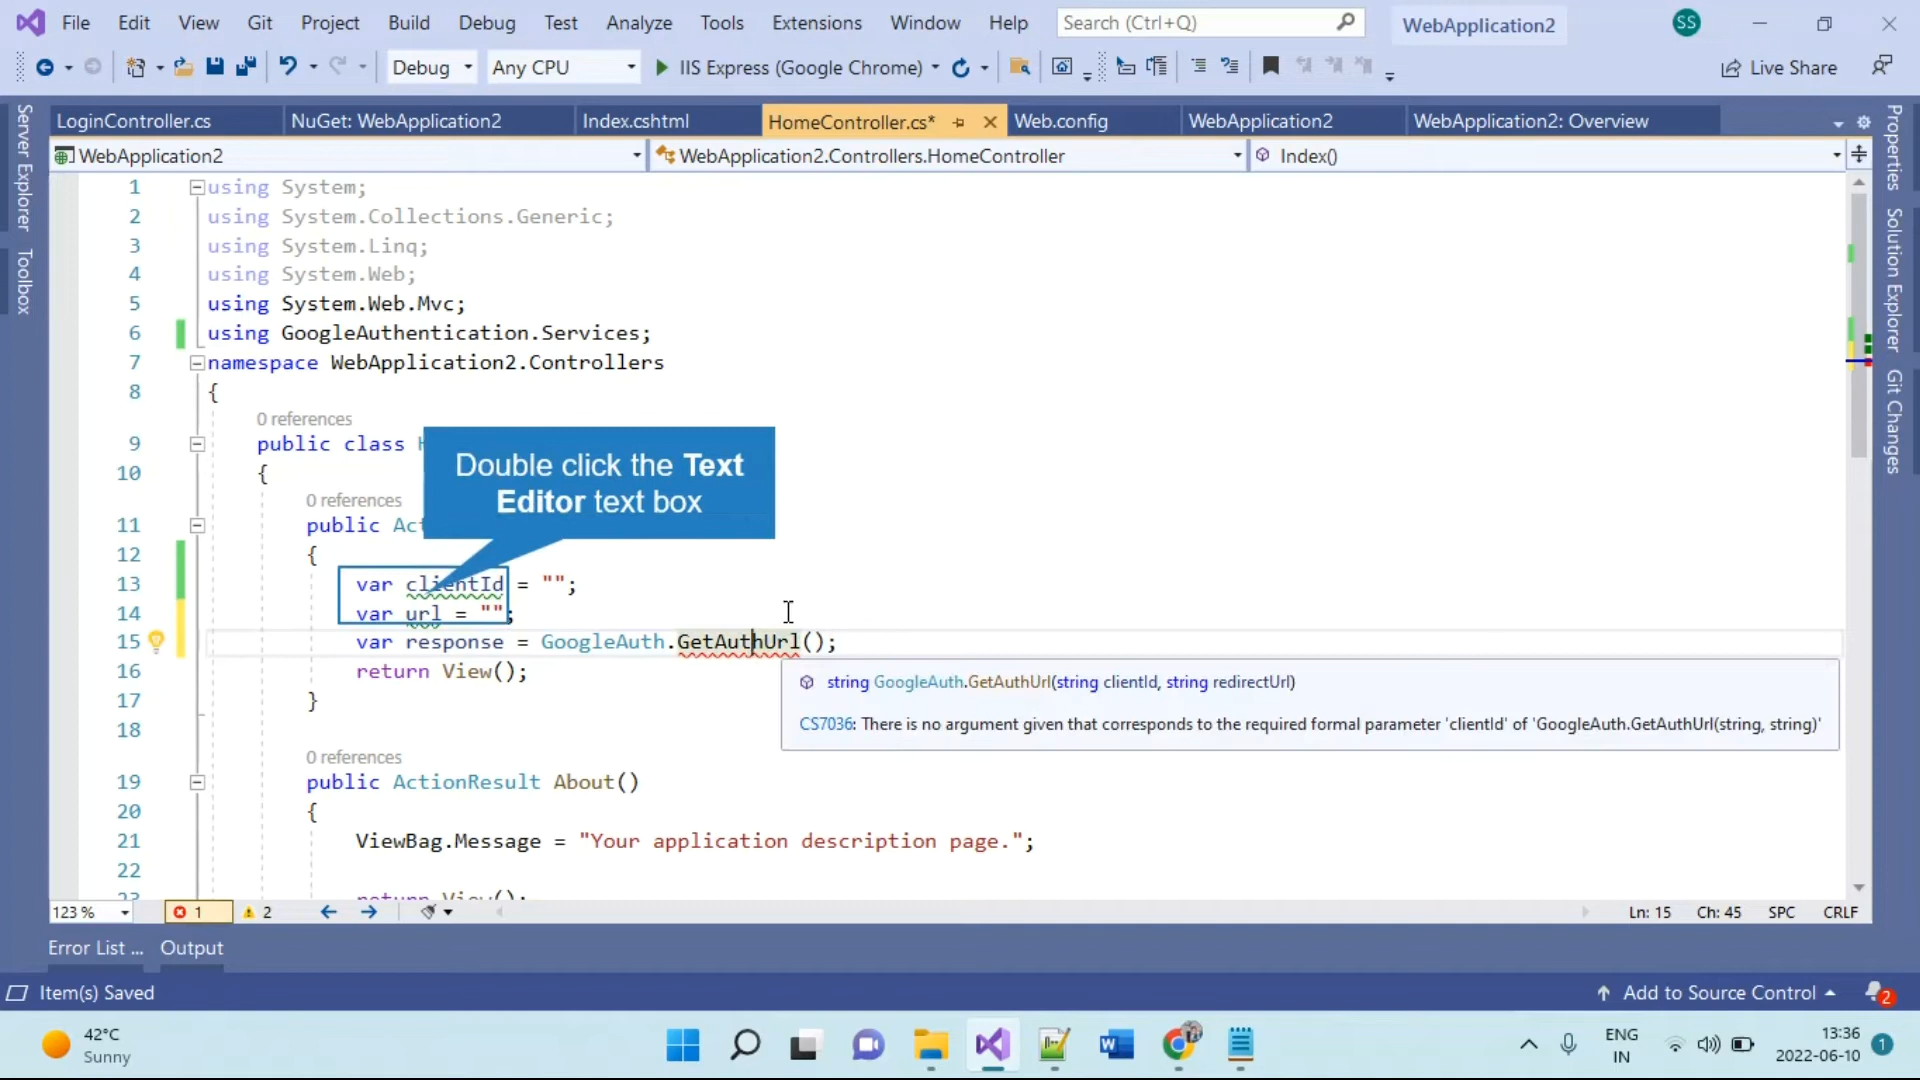 File Edit View Git Project Build Debug Test Analyze Tools Extensions Window Help Search (Ctrl+Q) WebApplication2 SS
Debug Any CPU IIS Express (Google Chrome) Live Share
Server Explorer
Toolbox
LoginController.cs NuGet: WebApplication2 Index.cshtml HomeController.cs* Web.config WebApplication2 WebApplication2: Overview
WebApplication2 WebApplication2.Controllers.HomeController Index()
1 using System;
2 using System.Collections.Generic;
3 using System.Linq;
4 using System.Web;
5 using System.Web.Mvc;
6 using GoogleAuthentication.Services;
7 namespace WebApplication2.Controllers
8 {
0 references
9 public class
10 {
0 references
11 public
12 {
Double click the Text
Editor text box
13 var clientId = "";
14 var url = "";
15 var response = GoogleAuth.GetAuthUrl();
16 return View();
17 }
18
string GoogleAuth.GetAuthUrl(string clientId, string redirectUrl)
CS7036: There is no argument given that corresponds to the required formal parameter 'clientId' of 'GoogleAuth.GetAuthUrl(string, string)'
0 references
19 public ActionResult About()
20 {
21 ViewBag.Message = "Your application description page.";
22
23 return View();
123 % 1 2 Ln: 15 Ch: 45 SPC CRLF
Properties
Solution Explorer
Git Changes
Error List ... Output
Item(s) Saved Add to Source Control 2
42°C
Sunny
ENG
IN
13:36
2022-06-10
1